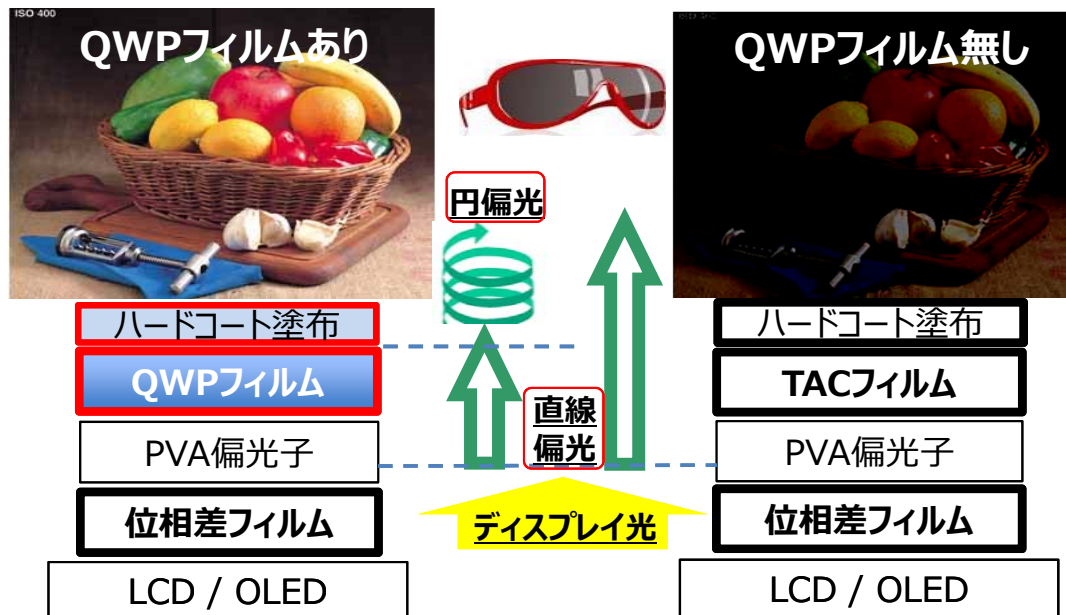 ISO 400
QWPフィルムあり
QWPフィルム無し
円偏光
ハードコート塗布
QWPフィルム
PVA偏光子
位相差フィルム
LCD / OLED
直線
偏光
ディスプレイ光
ハードコート塗布
TACフィルム
PVA偏光子
位相差フィルム
LCD / OLED